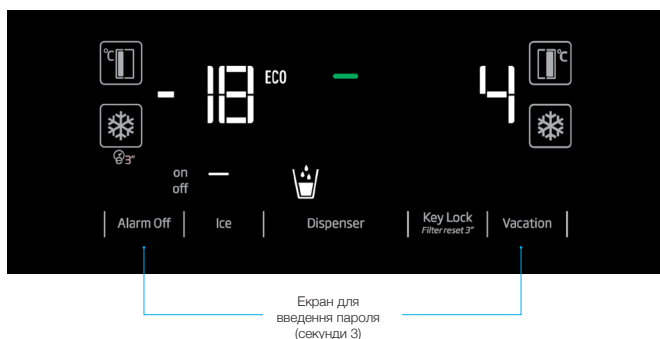 °C °C
-18 ECO 4
3"
on
off
Alarm Off Ice Dispenser Key Lock Vacation
Filter reset 3"
Екран для
введення пароля
(секунди 3)